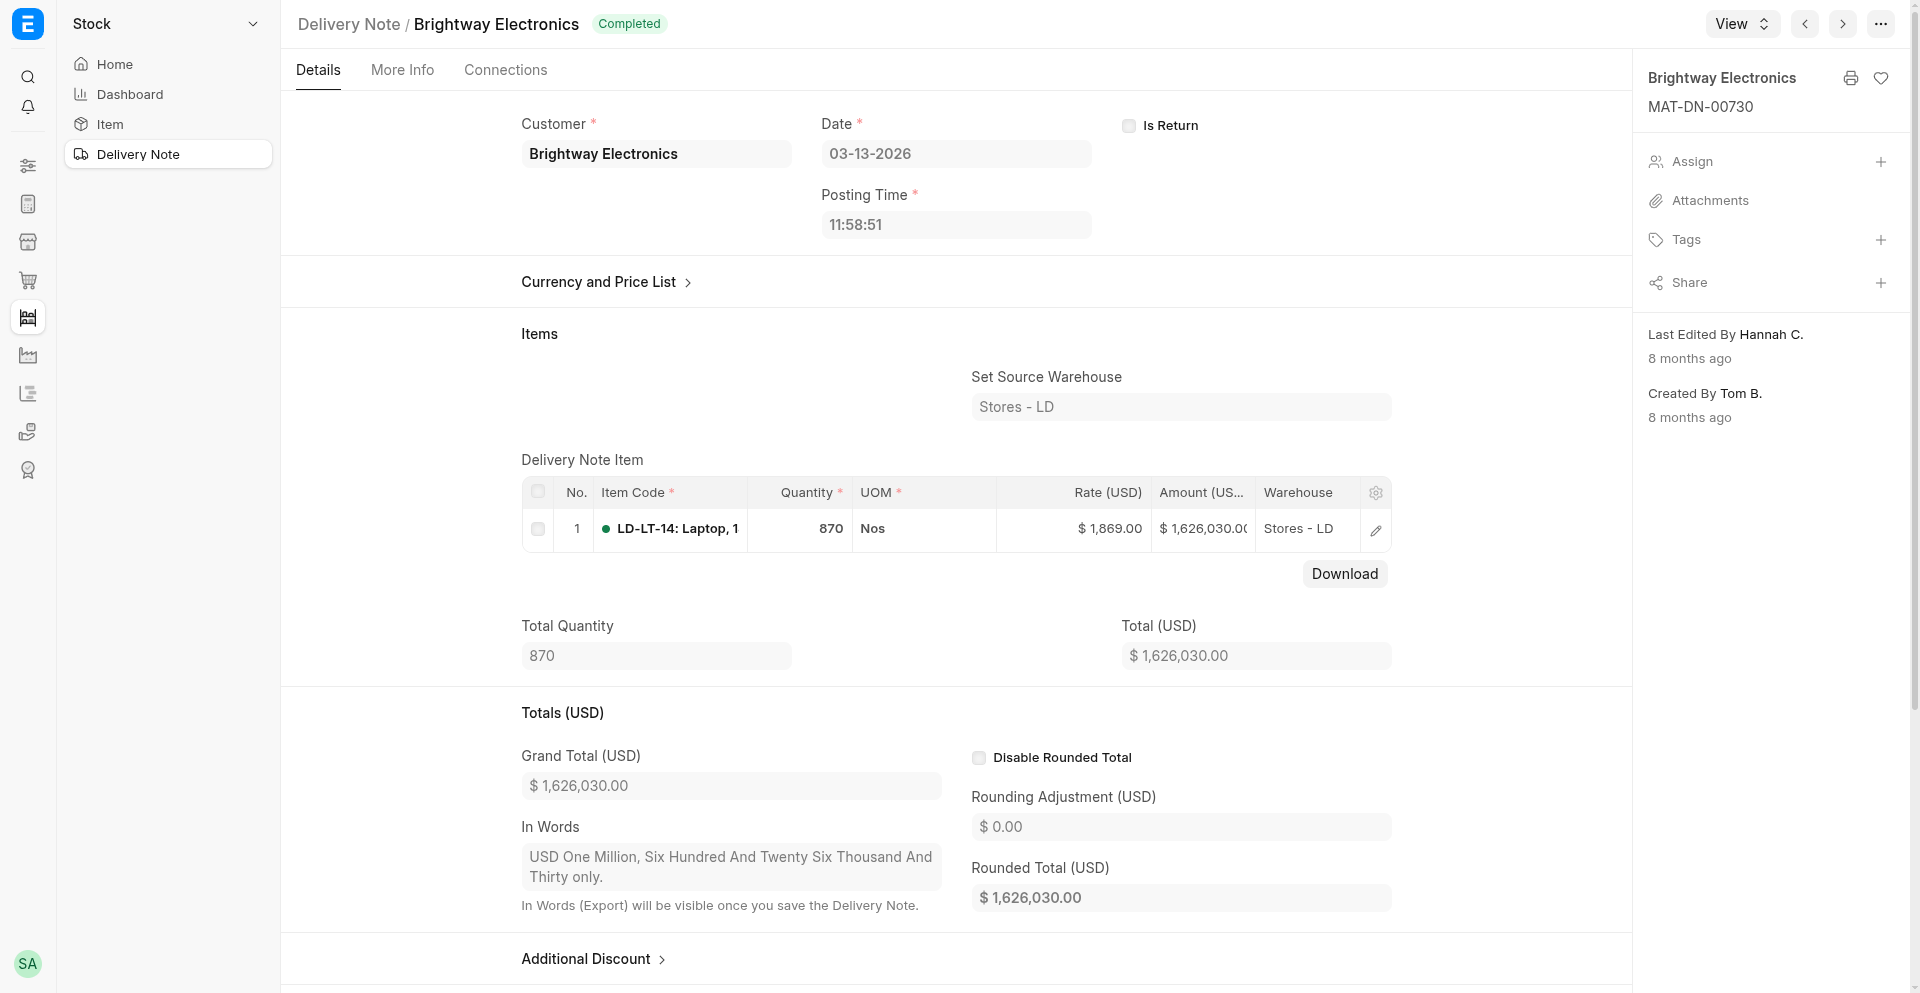 Stock
Home
Dashboard
Item
Delivery Note
SA
Delivery Note / Brightway Electronics Completed
View
Details More Info Connections
Customer *
Brightway Electronics
Date *
03-13-2026
Is Return
Posting Time *
11:58:51
Currency and Price List
Items
Set Source Warehouse
Stores - LD
Delivery Note Item
No. Item Code * Quantity * UOM * Rate (USD) Amount (US... Warehouse
1 LD-LT-14: Laptop, 1 870 Nos $ 1,869.00 $ 1,626,030.00 Stores - LD
Download
Total Quantity
870
Total (USD)
$ 1,626,030.00
Totals (USD)
Grand Total (USD)
$ 1,626,030.00
In Words
USD One Million, Six Hundred And Twenty Six Thousand And
Thirty only.
In Words (Export) will be visible once you save the Delivery Note.
Disable Rounded Total
Rounding Adjustment (USD)
$ 0.00
Rounded Total (USD)
$ 1,626,030.00
Additional Discount
Brightway Electronics
MAT-DN-00730
Assign
Attachments
Tags
Share
Last Edited By Hannah C.
8 months ago
Created By Tom B.
8 months ago